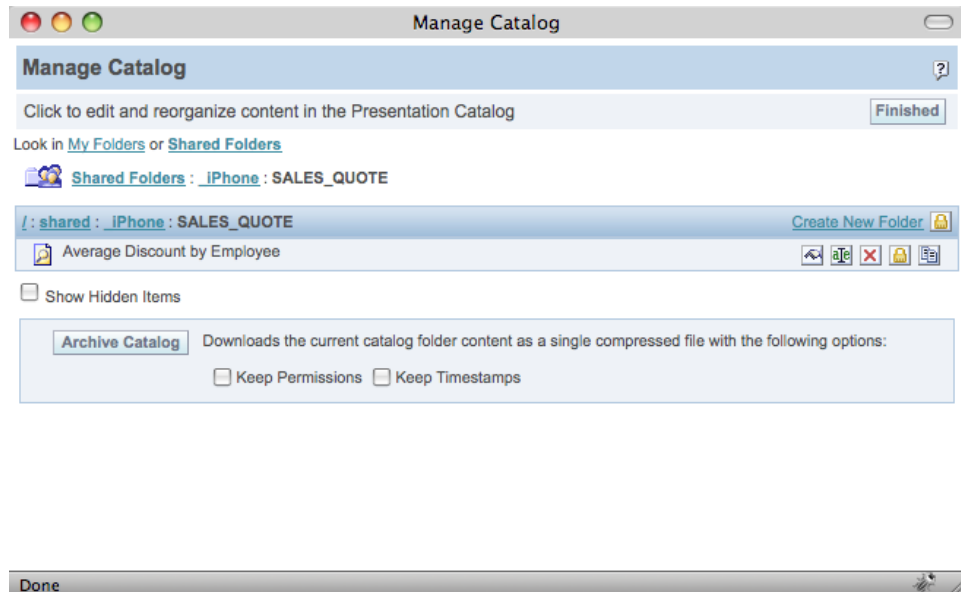 Manage Catalog
Manage Catalog
?
Click to edit and reorganize content in the Presentation Catalog Finished
Look in My Folders or Shared Folders
Shared Folders : _iPhone : SALES_QUOTE
/ : shared : _iPhone : SALES_QUOTE Create New Folder
Average Discount by Employee
aIe
Show Hidden Items
Archive Catalog Downloads the current catalog folder content as a single compressed file with the following options:
Keep Permissions Keep Timestamps
Done